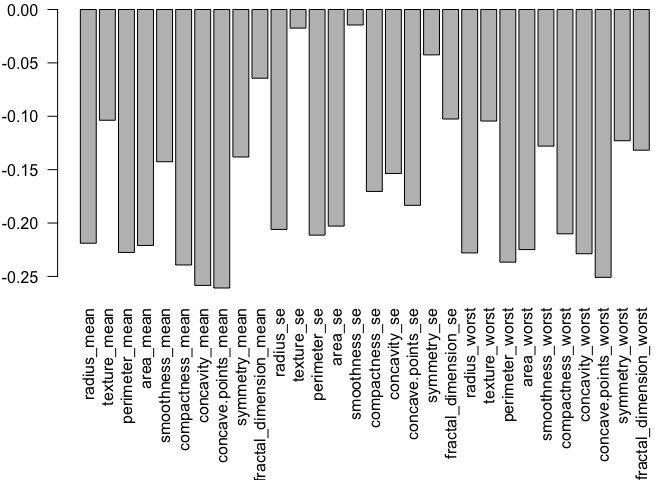 0.00
-0.05
-0.10
-0.15
-0.20
-0.25
radius_mean
texture_mean
perimeter_mean
area_mean
smoothness_mean
compactness_mean
concavity_mean
concave.points_mean
symmetry_mean
fractal_dimension_mean
radius_se
texture_se
perimeter_se
area_se
smoothness_se
compactness_se
concavity_se
concave.points_se
symmetry_se
fractal_dimension_se
radius_worst
texture_worst
perimeter_worst
area_worst
smoothness_worst
compactness_worst
concavity_worst
concave.points_worst
symmetry_worst
fractal_dimension_worst